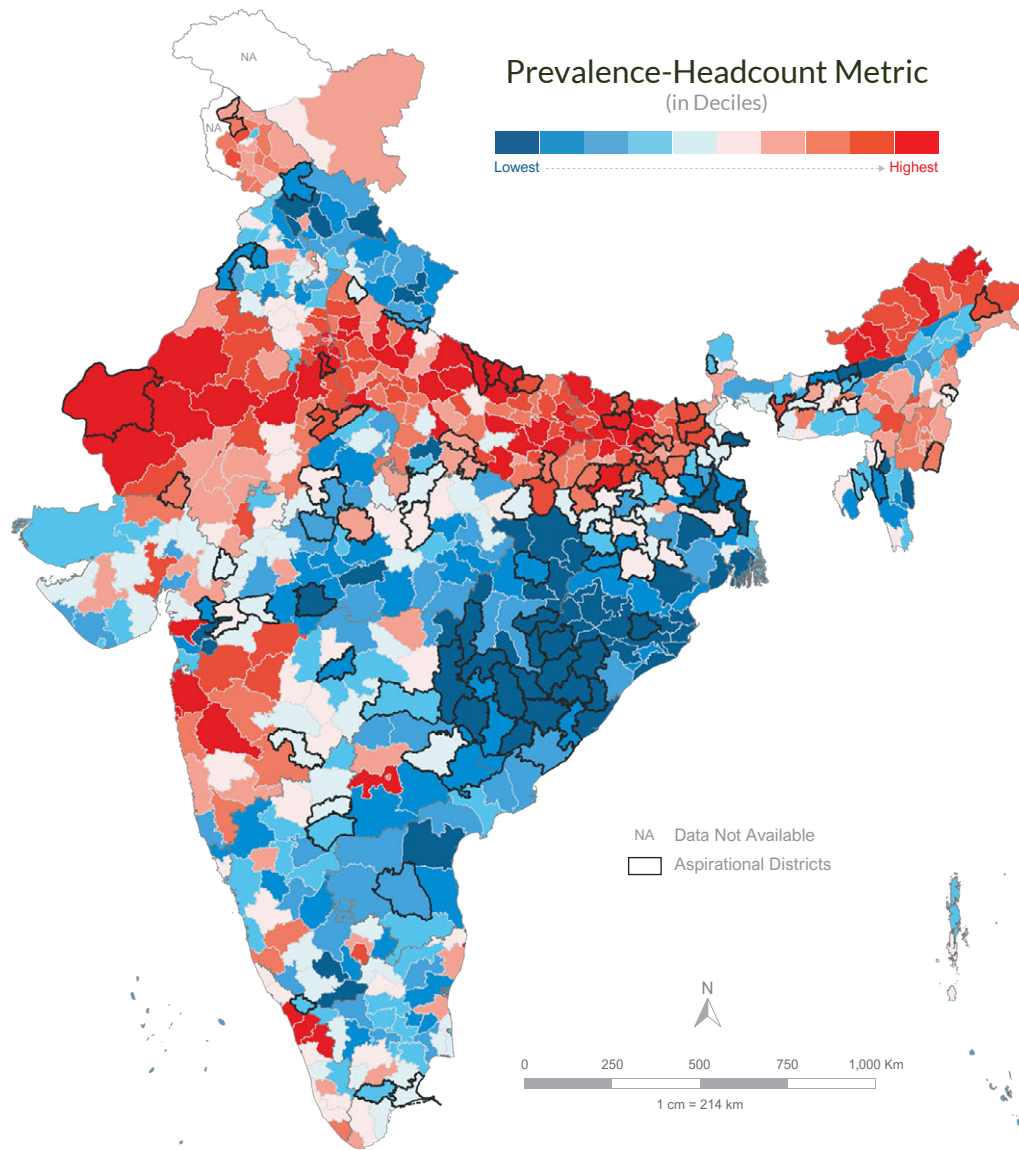 NA
Prevalence-Headcount Metric
(in Deciles)
NA
Lowest
Highest
NA Data Not Available
Aspirational Districts
N
0 250 500 750 1,000 Km
1 cm = 214 km